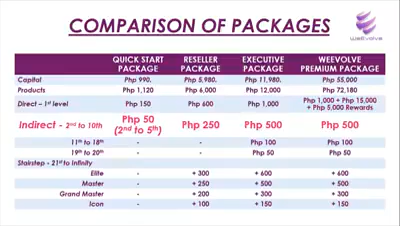 COMPARISON OF PACKAGES
weevolve
QUICK START PACKAGE RESELLER PACKAGE EXECUTIVE PACKAGE WEEVOLVE PREMIUM PACKAGE
Capital Php 990. Php 5,980. Php 11,980. Php 55,000
Products Php 1,120 Php 6,000 Php 12,000 Php 72,180
Direct – 1st level Php 150 Php 600 Php 1,000 Php 1,000 + Php 15,000 + Php 5,000 Rewards
Indirect - 2nd to 10th Php 50 (2nd to 5th) Php 250 Php 500 Php 500
11th to 18th - - Php 100 Php 100
19th to 20th - - Php 50 Php 50
Stairstep - 21st to Infinity
Elite - + 300 + 600 + 600
Master - + 250 + 500 + 500
Grand Master - + 200 + 300 + 300
Icon - + 100 + 150 + 150